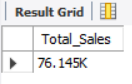 Result Grid
Total_Sales
76.145K